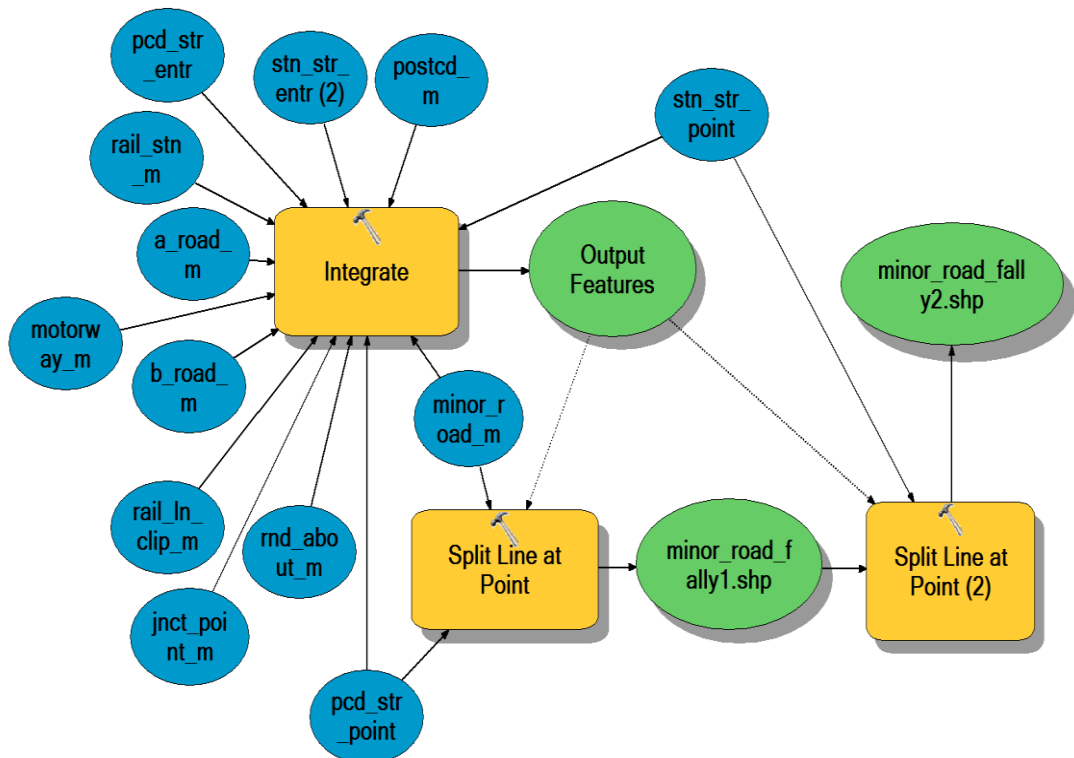 pcd_str
_entr
stn_str_
entr (2)
postcd_
m
stn_str_
point
rail_stn
_m
a_road_
m
Integrate
Output
Features
minor_road_fall
y2.shp
motorw
ay_m
b_road_
m
minor_r
oad_m
rail_ln_
clip_m
rnd_abo
ut_m
Split Line at
Point
minor_road_f
ally1.shp
Split Line at
Point (2)
jnct_poi
nt_m
pcd_str
_point